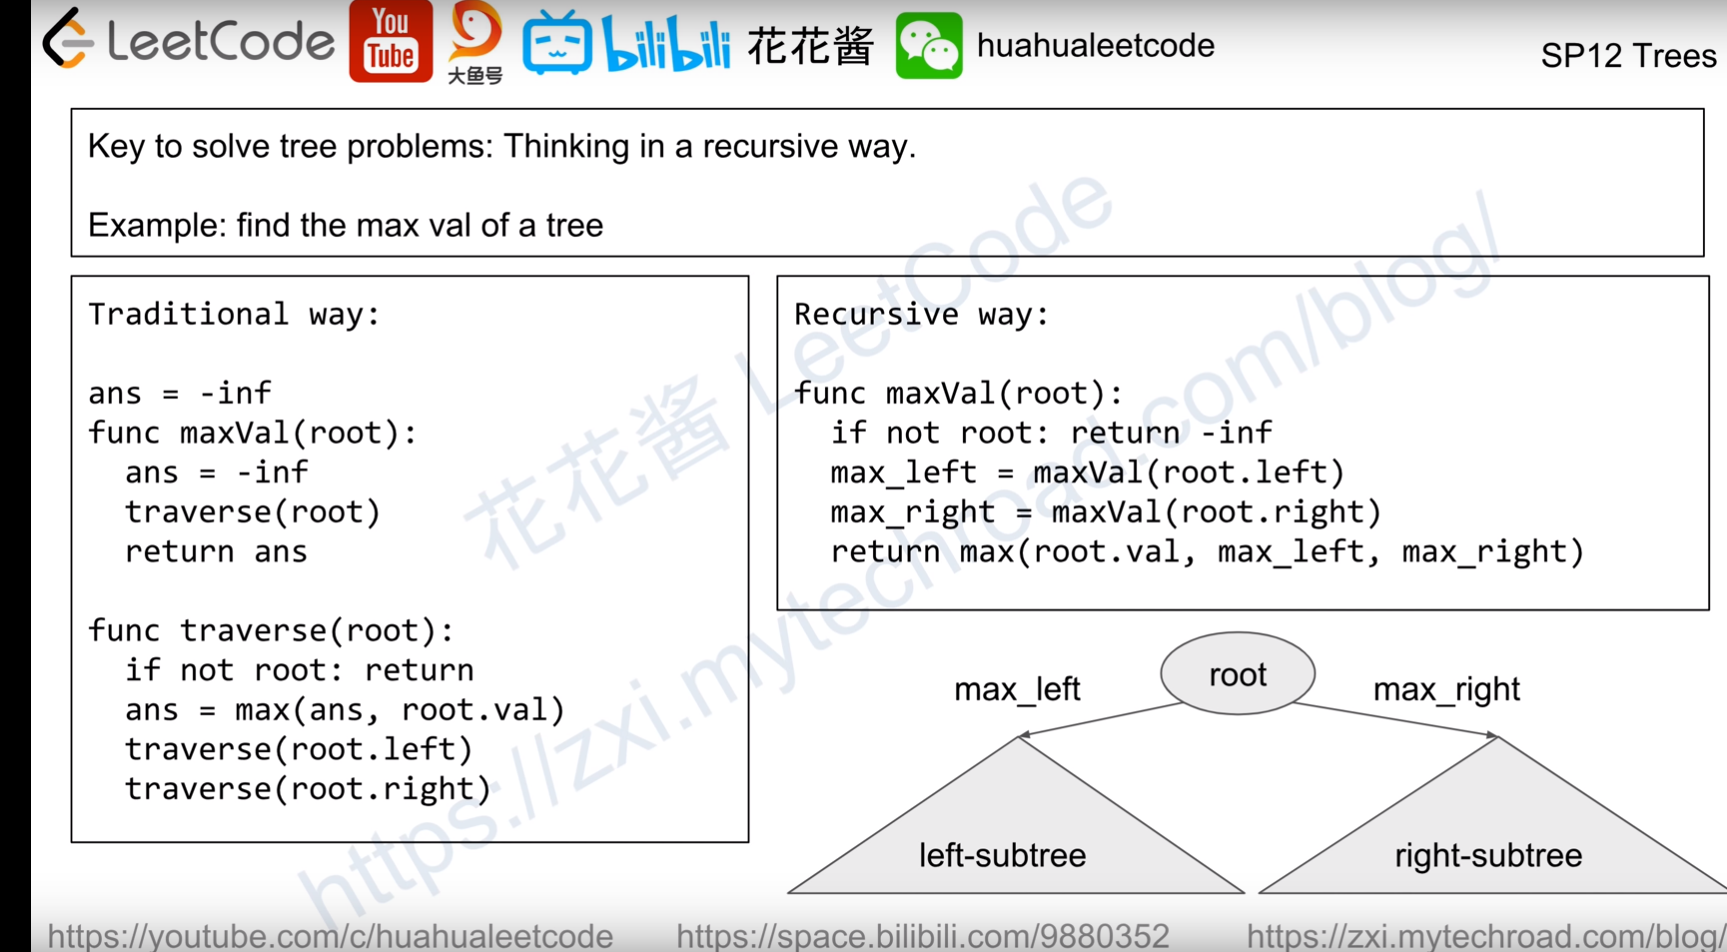 LeetCode You Tube 大鱼号 bilibili 花花酱 huahualeetcode SP12 Trees
Key to solve tree problems: Thinking in a recursive way.
Example: find the max val of a tree
Traditional way:
ans = -inf
func maxVal(root):
  ans = -inf
  traverse(root)
  return ans
func traverse(root):
  if not root: return
  ans = max(ans, root.val)
  traverse(root.left)
  traverse(root.right)
Recursive way:
func maxVal(root):
  if not root: return -inf
  max_left = maxVal(root.left)
  max_right = maxVal(root.right)
  return max(root.val, max_left, max_right)
root
max_left
max_right
left-subtree
right-subtree
花花酱 LeetCode
https://zxi.mytechroad.com/blog/
https://youtube.com/c/huahualeetcode https://space.bilibili.com/9880352 https://zxi.mytechroad.com/blog/